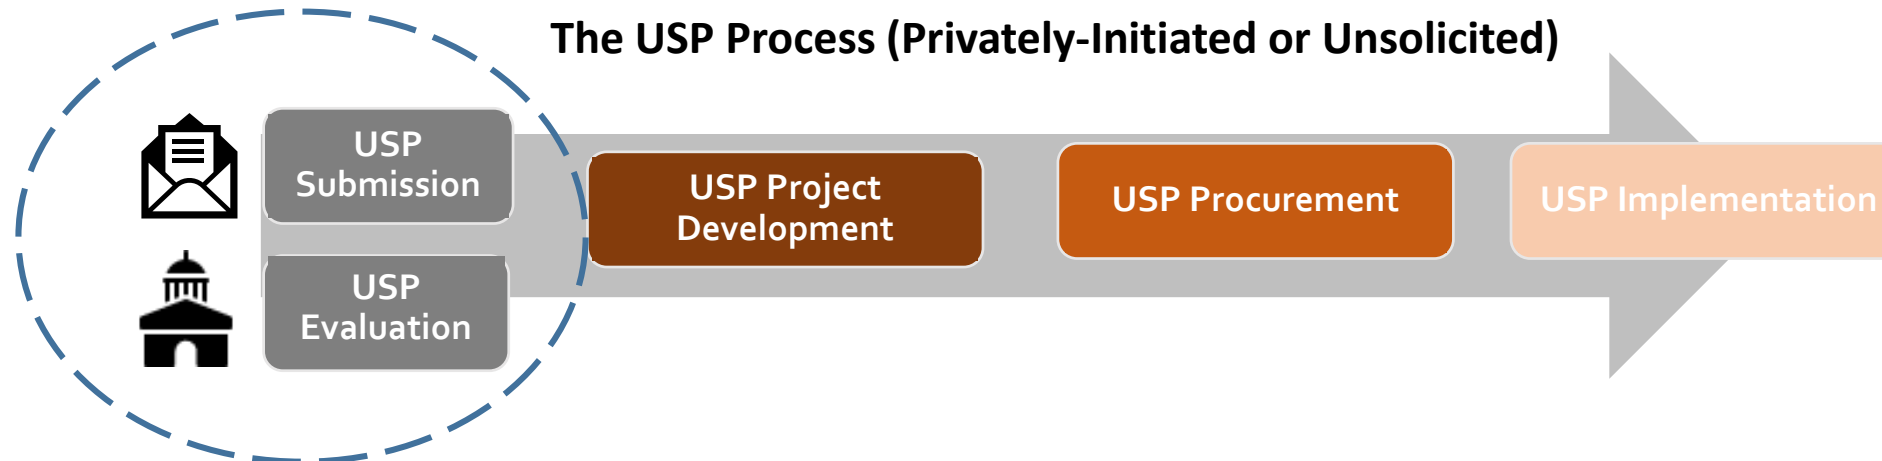 The USP Process (Privately-Initiated or Unsolicited)
USP
Submission
USP
Evaluation
USP Project
Development
USP Procurement
USP Implementation